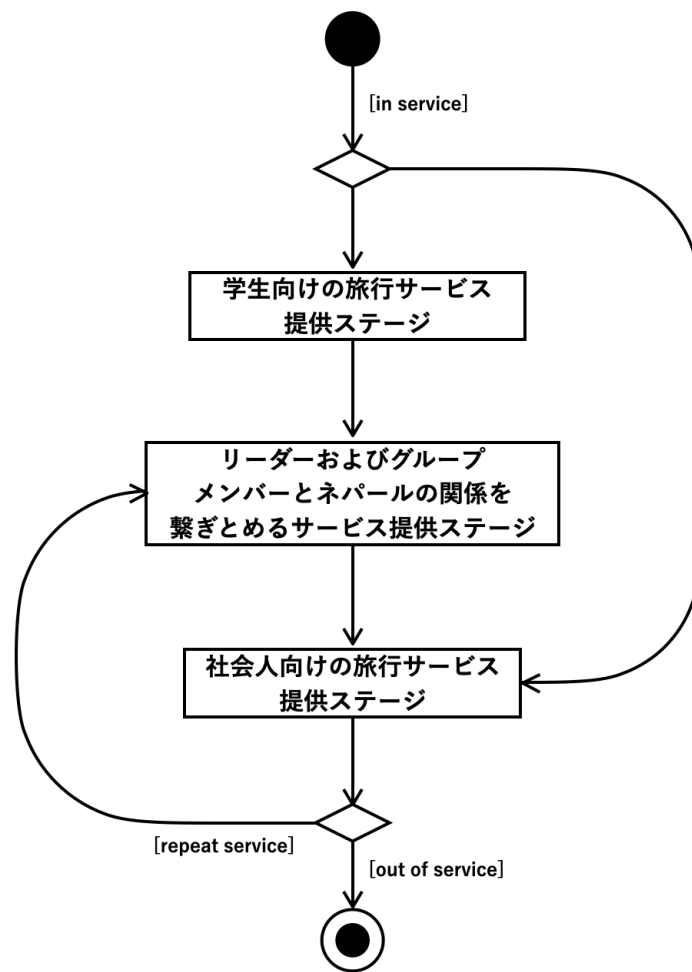 [in service]
学生向けの旅行サービス
提供ステージ
リーダーおよびグループ
メンバーとネパールの関係を
繋ぎとめるサービス提供ステージ
社会人向けの旅行サービス
提供ステージ
[repeat service]
[out of service]